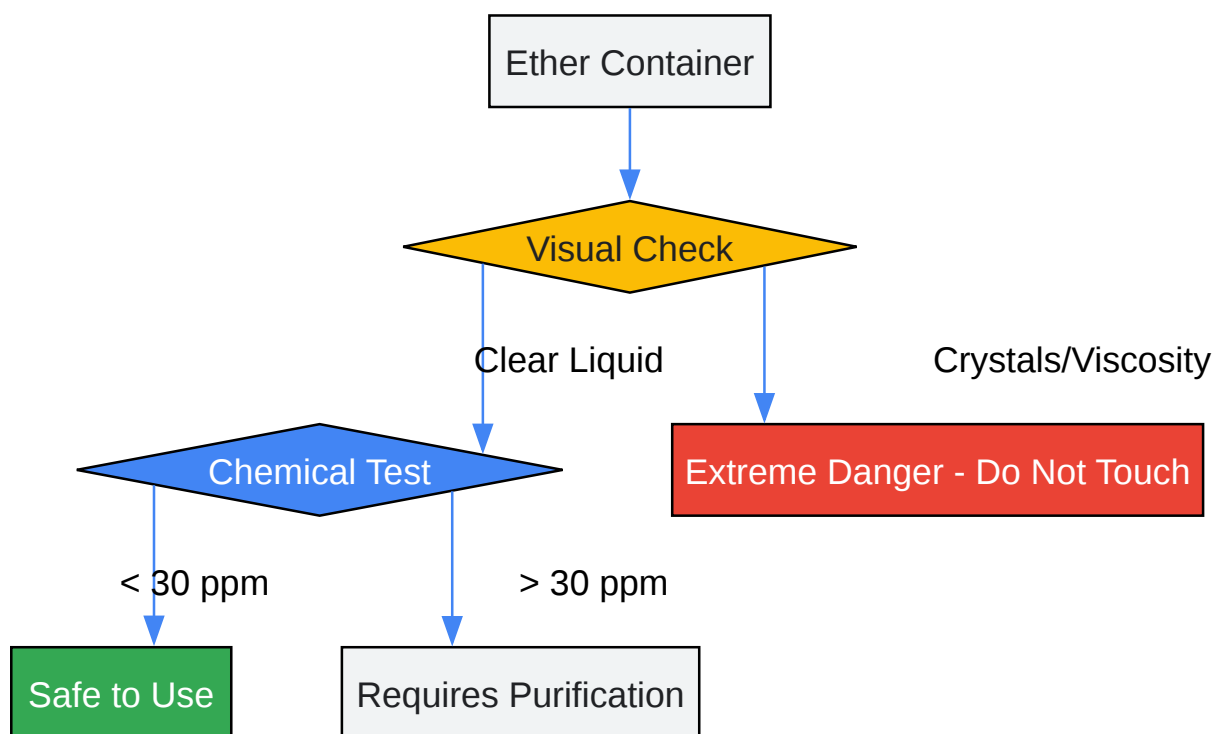 Ether Container
Visual Check
Clear Liquid
Crystals/Viscosity
Chemical Test
Extreme Danger - Do Not Touch
< 30 ppm
> 30 ppm
Safe to Use
Requires Purification